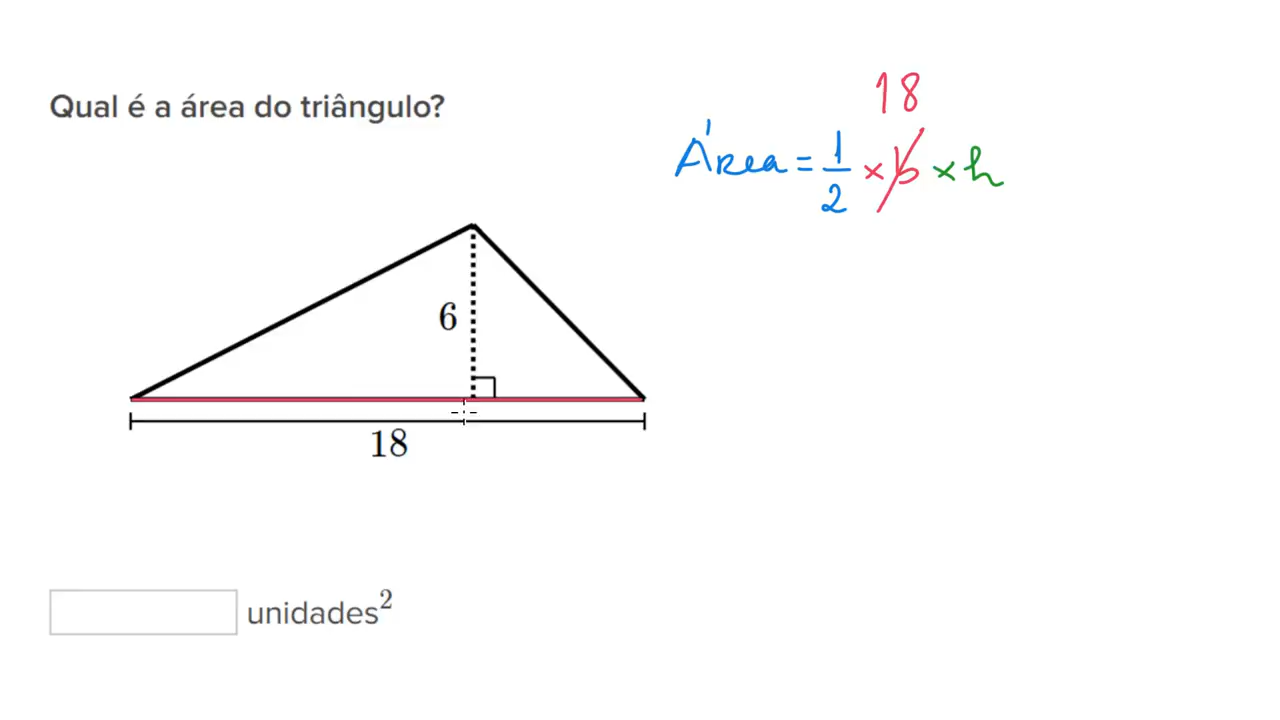 Qual é a área do triângulo?
18
Área = 1/2 × b × h
6
18
unidades²